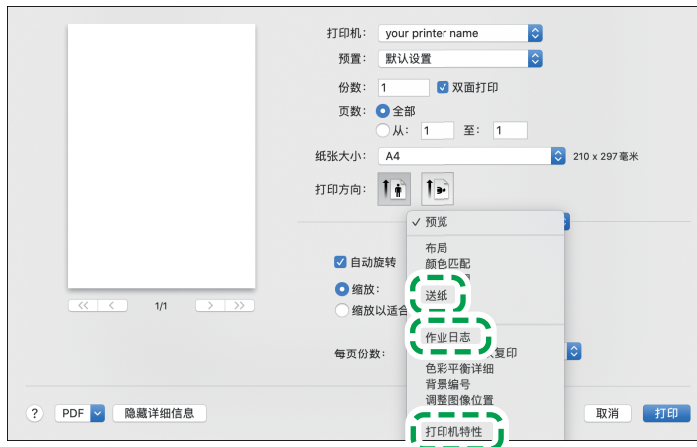 打印机： your printer name
预置： 默认设置
份数： 1 双面打印
页数： 全部
从： 1 至： 1
纸张大小： A4 210 x 297 毫米
打印方向：
预览
布局
自动旋转 颜色匹配
缩放：
送纸
1/1
缩放以适合
作业日志
每页份数： 复印
色彩平衡详细
背景编号
调整图像位置
? PDF 隐藏详细信息 取消 打印
打印机特性